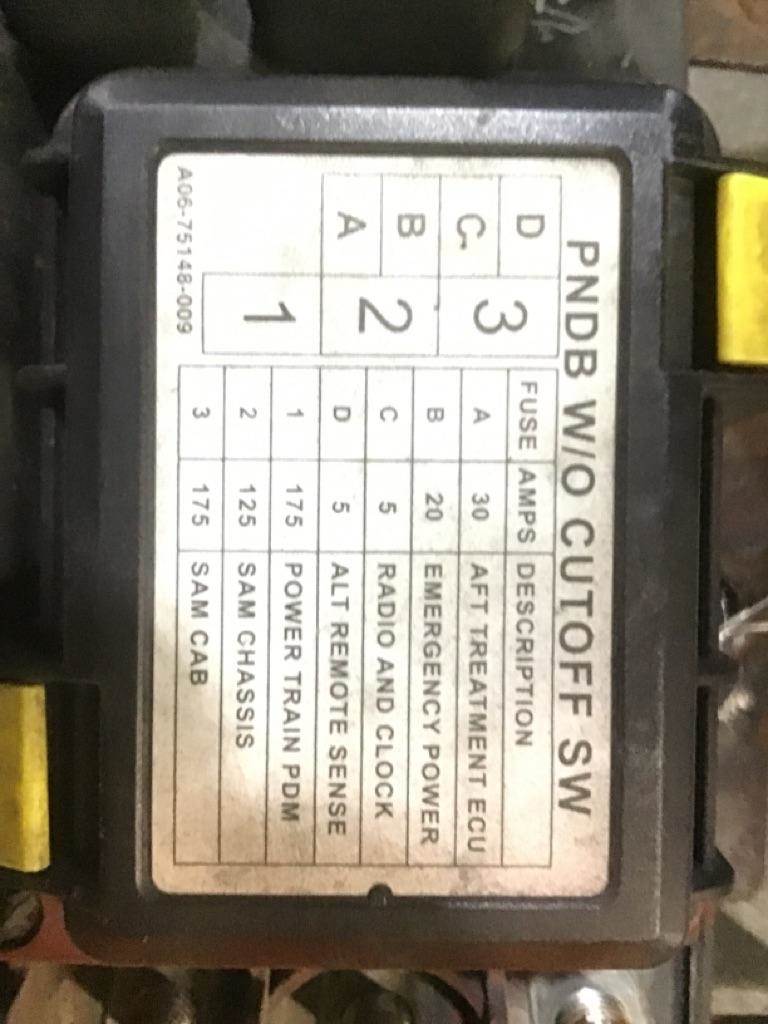 PNDB W/O CUTOFF SW
D
C
3
B
A
2
1
FUSE AMPS DESCRIPTION
A 30 AFT TREATMENT ECU
B 20 EMERGENCY POWER
C 5 RADIO AND CLOCK
D 5 ALT REMOTE SENSE
1 175 POWER TRAIN PDM
2 125 SAM CHASSIS
3 175 SAM CAB
A06-75148-009